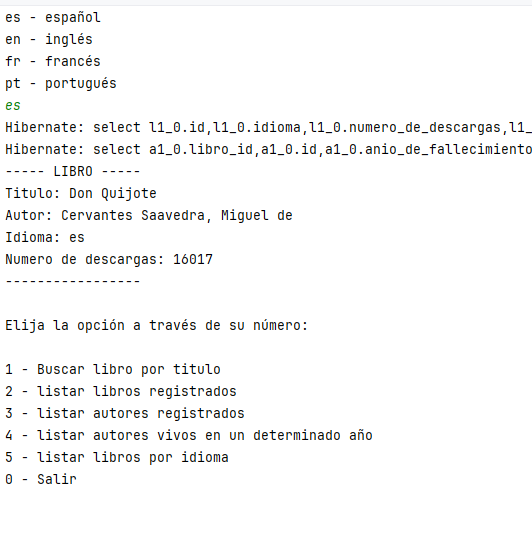 es - español
en - inglés
fr - francés
pt - portugués
es
Hibernate: select l1_0.id,l1_0.idioma,l1_0.numero_de_descargas,l1_
Hibernate: select a1_0.libro_id,a1_0.id,a1_0.anio_de_fallecimiento
----- LIBRO -----
Titulo: Don Quijote
Autor: Cervantes Saavedra, Miguel de
Idioma: es
Numero de descargas: 16017
-----------------
Elija la opción a través de su número:
1 - Buscar libro por titulo
2 - listar libros registrados
3 - listar autores registrados
4 - listar autores vivos en un determinado año
5 - listar libros por idioma
0 - Salir